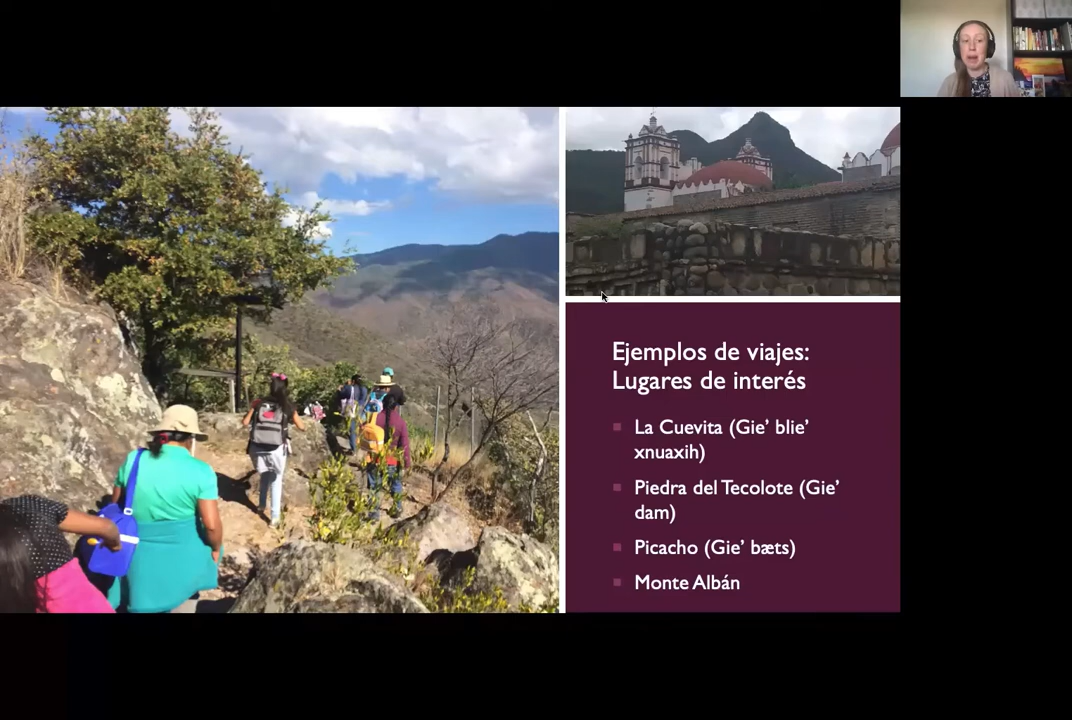 Ejemplos de viajes:
Lugares de interés
La Cuevita (Gie’ blie’
xnuaxih)
Piedra del Tecolote (Gie’
dam)
Picacho (Gie’ bæts)
Monte Albán